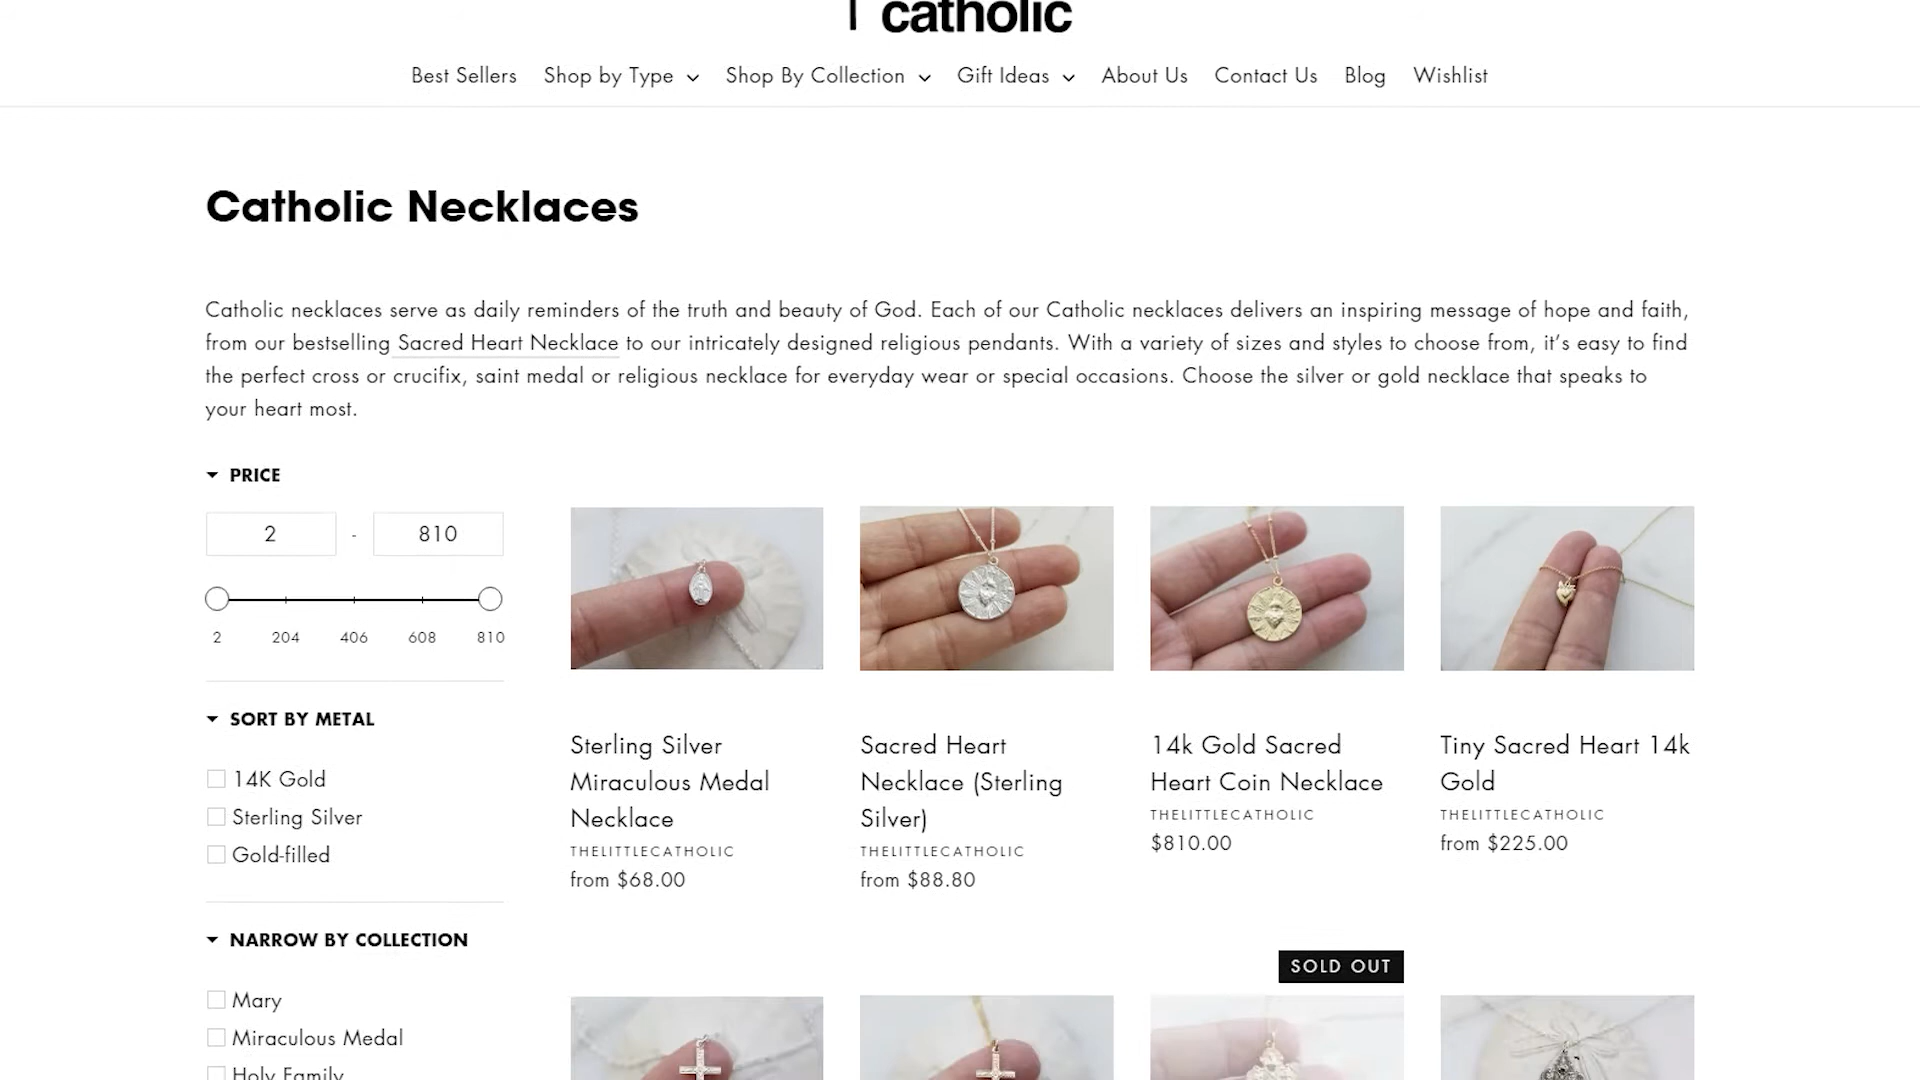 catholic
Best Sellers Shop by Type Shop By Collection Gift Ideas About Us Contact Us Blog Wishlist
Catholic Necklaces
Catholic necklaces serve as daily reminders of the truth and beauty of God. Each of our Catholic necklaces delivers an inspiring message of hope and faith,
from our bestselling Sacred Heart Necklace to our intricately designed religious pendants. With a variety of sizes and styles to choose from, it’s easy to find
the perfect cross or crucifix, saint medal or religious necklace for everyday wear or special occasions. Choose the silver or gold necklace that speaks to
your heart most.
PRICE
2 - 810
2 204 406 608 810
SORT BY METAL
14K Gold
Sterling Silver
Gold-filled
NARROW BY COLLECTION
Mary
Miraculous Medal
Holy Family
Sterling Silver
Miraculous Medal
Necklace
THELITTLECATHOLIC
from $68.00
Sacred Heart
Necklace (Sterling
Silver)
THELITTLECATHOLIC
from $88.80
14k Gold Sacred
Heart Coin Necklace
THELITTLECATHOLIC
$810.00
Tiny Sacred Heart 14k
Gold
THELITTLECATHOLIC
from $225.00
SOLD OUT